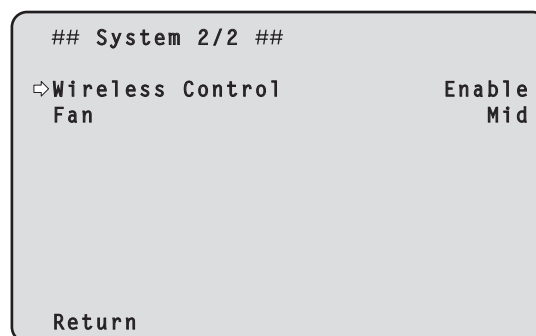 ## System 2/2 ##
⇨Wireless Control Enable
Fan Mid
Return